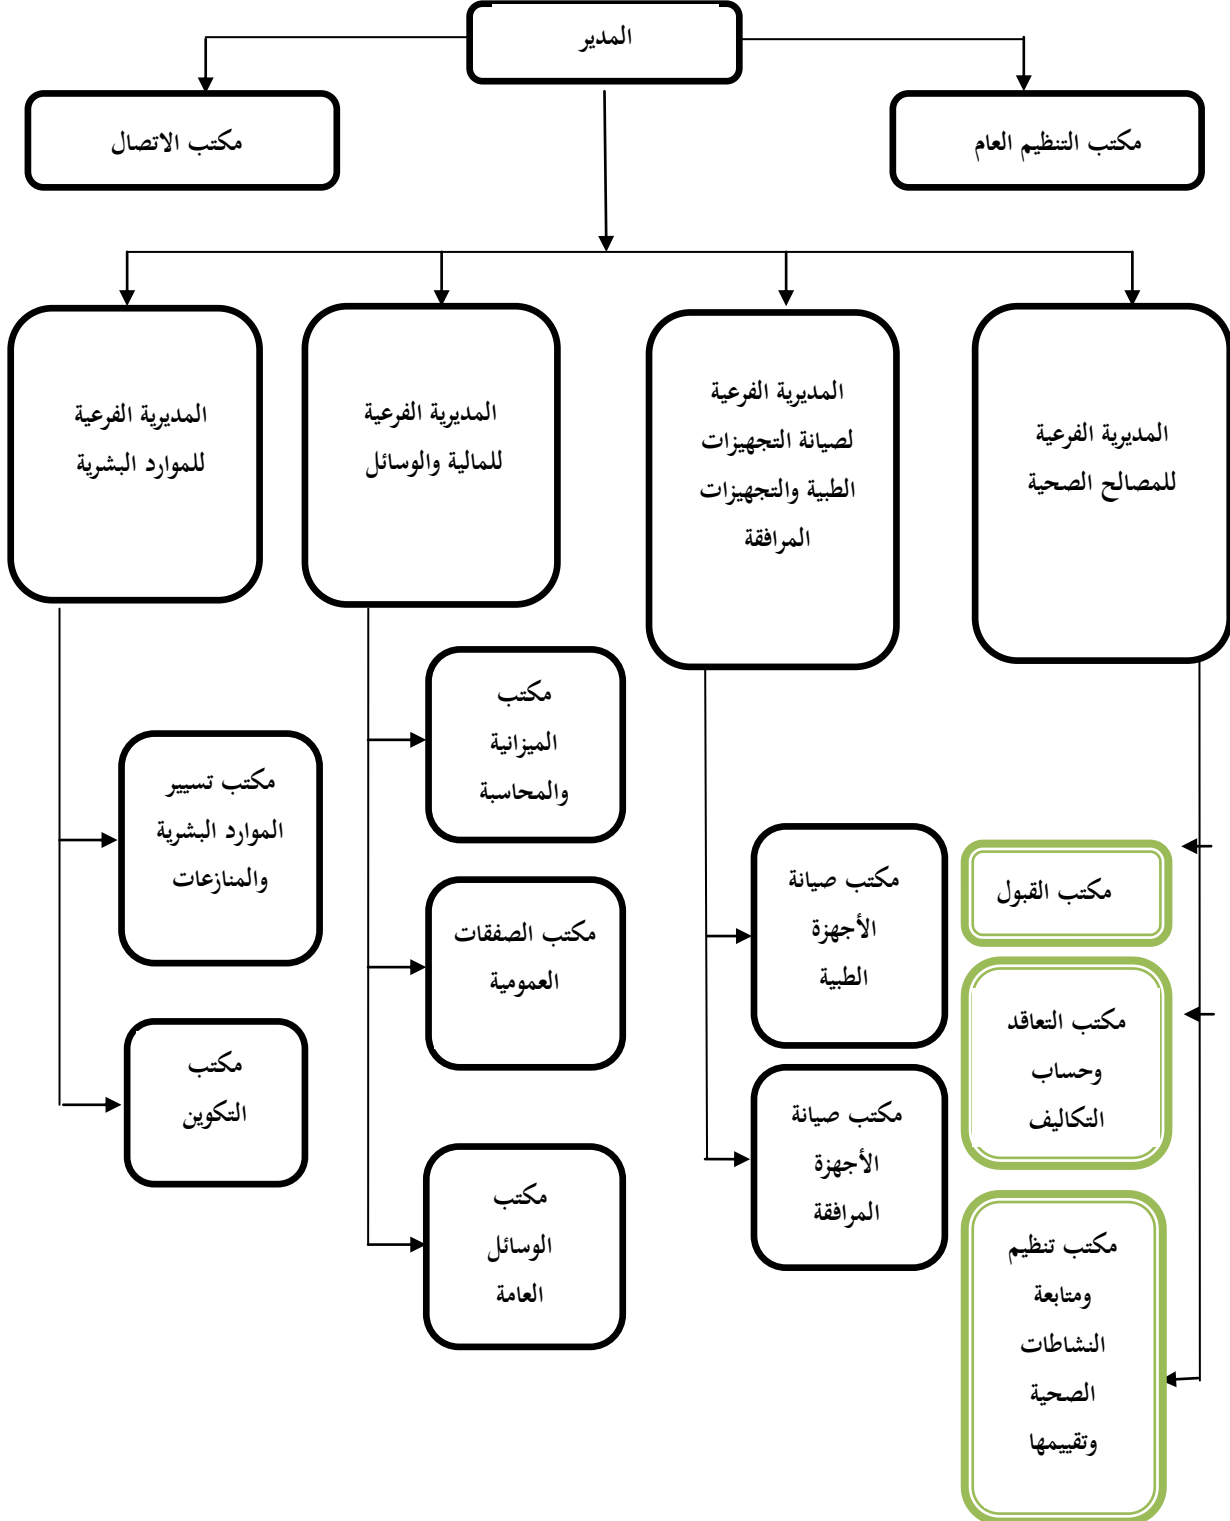 المدير
مكتب التنظيم العام
مكتب الاتصال
المديرية الفرعية
للمصالح الصحية
المديرية الفرعية
لصيانة التجهيزات
الطبية والتجهيزات
المرافقة
المديرية الفرعية
للمالية والوسائل
المديرية الفرعية
للموارد البشرية
مكتب القبول
مكتب التعاقد
وحساب
التكاليف
مكتب تنظيم
ومتابعة
النشاطات
الصحية
وتقييمها
مكتب صيانة
الأجهزة
الطبية
مكتب صيانة
الأجهزة
المرافقة
مكتب
الميزانية
والمحاسبة
مكتب الصفقات
العمومية
مكتب
الوسائل
العامة
مكتب تسيير
الموارد البشرية
والمنازعات
مكتب
التكوين